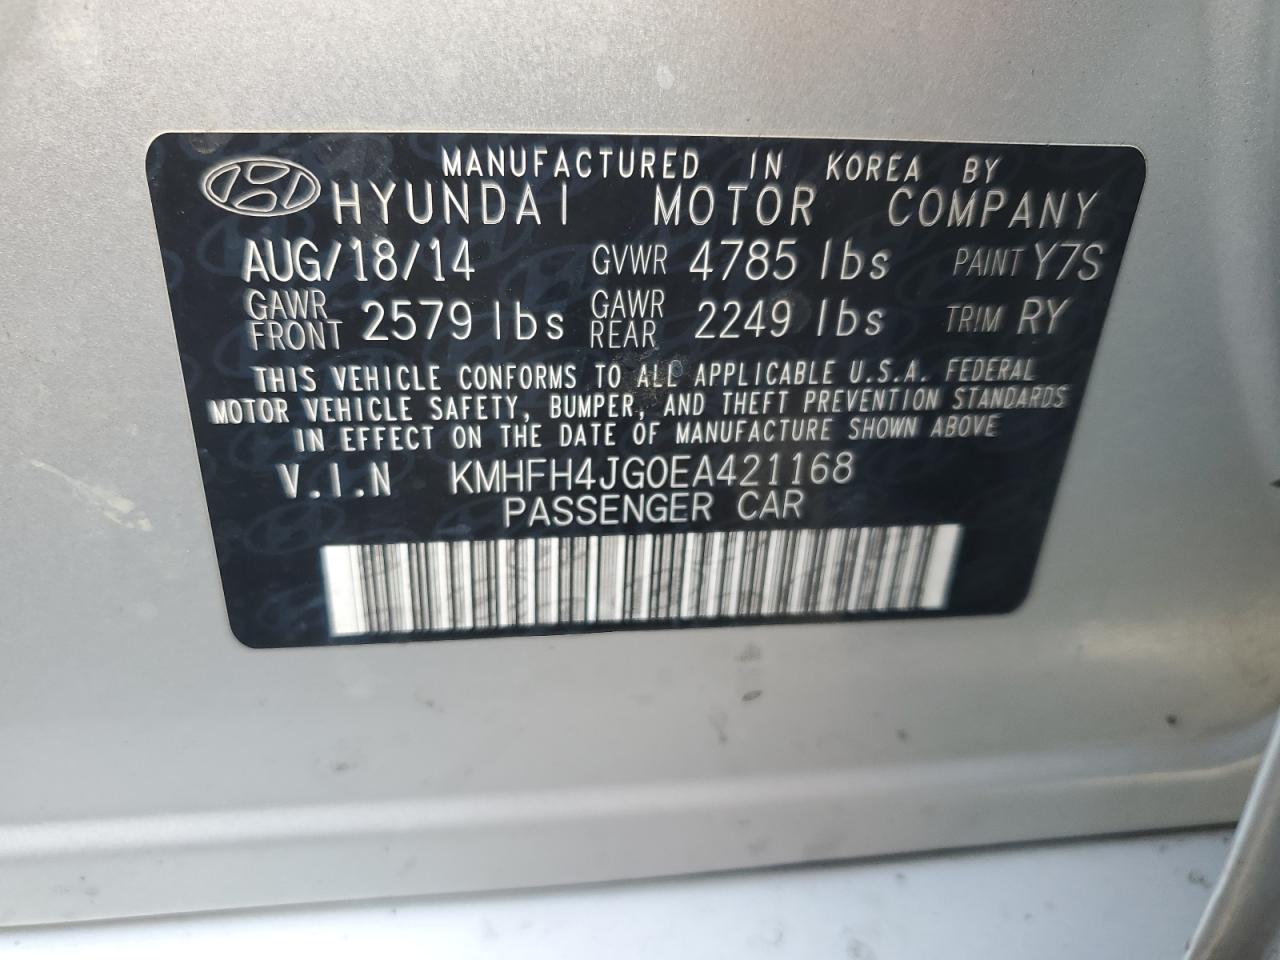 MANUFACTURED IN KOREA BY
HYUNDAI MOTOR COMPANY
AUG/18/14 GVWR 4785 lbs PAINT Y7S
GAWR FRONT 2579 lbs GAWR REAR 2249 lbs TRIM RY
THIS VEHICLE CONFORMS TO ALL APPLICABLE U.S.A. FEDERAL
MOTOR VEHICLE SAFETY, BUMPER, AND THEFT PREVENTION STANDARDS
IN EFFECT ON THE DATE OF MANUFACTURE SHOWN ABOVE
V.I.N KMHFH4JG0EA421168
PASSENGER CAR